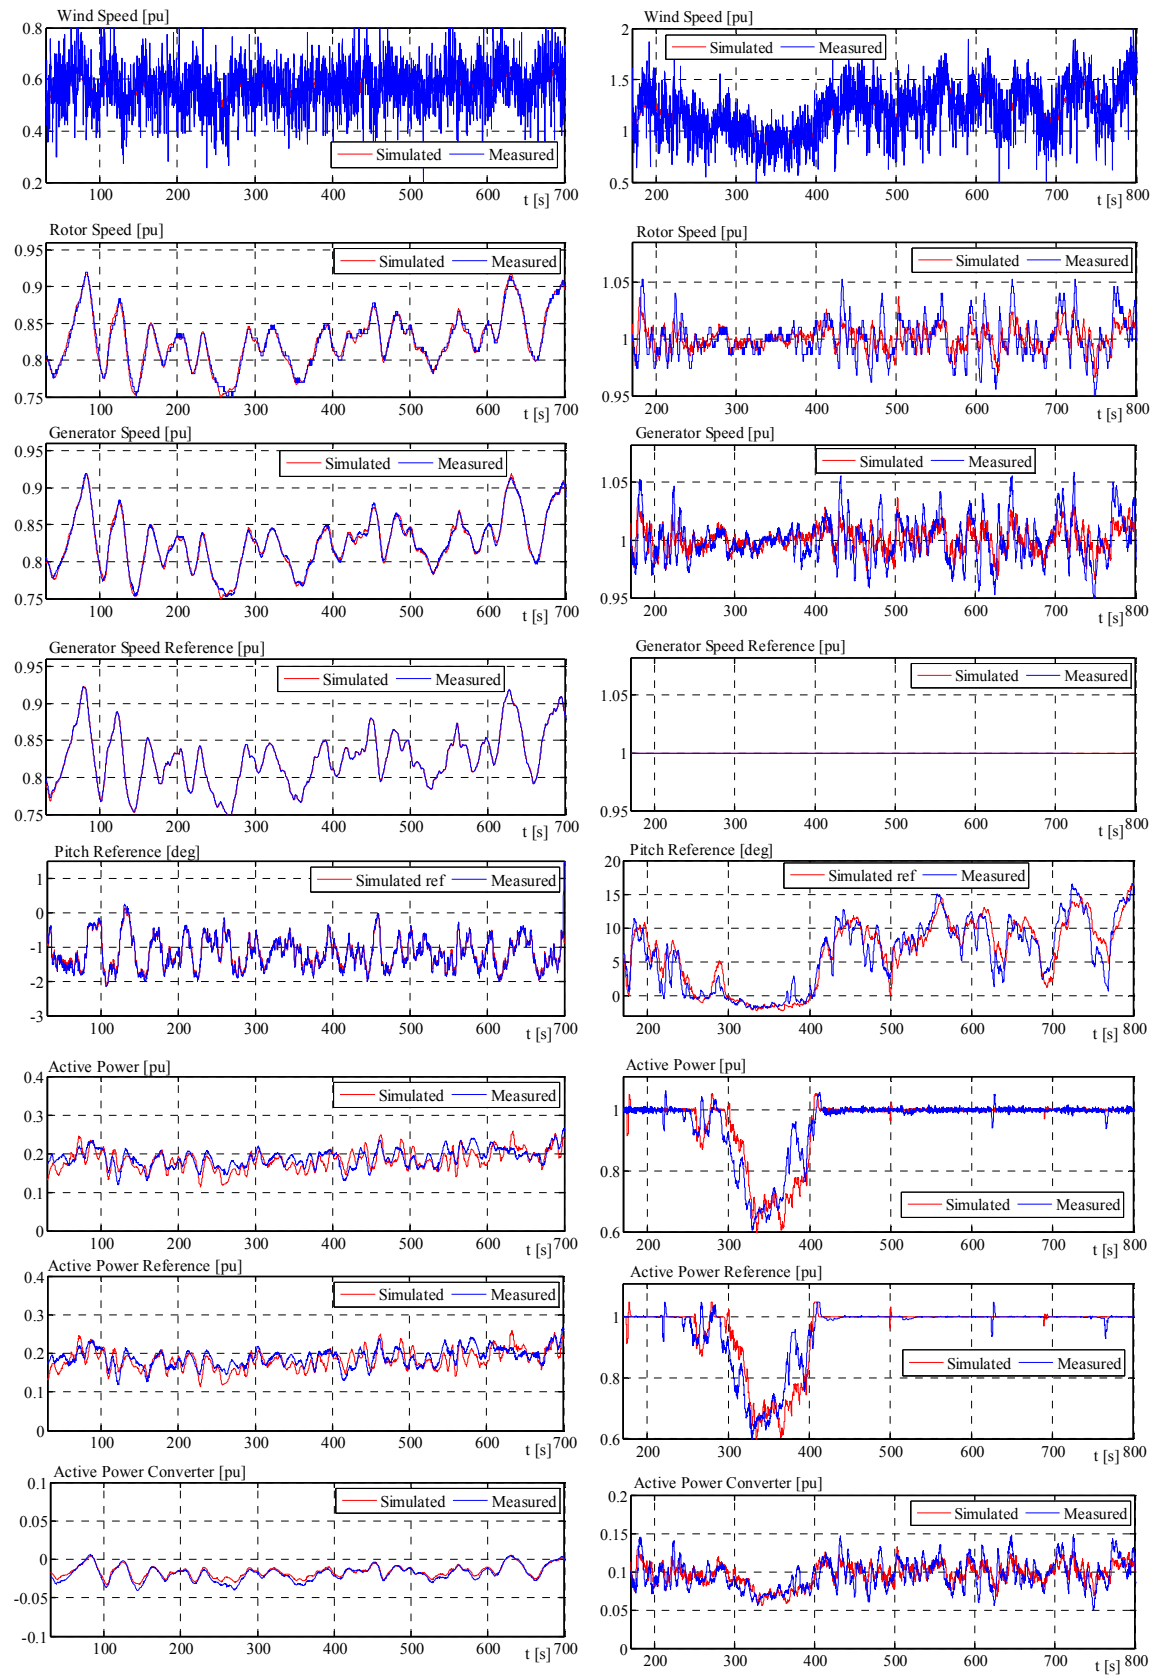 Wind Speed [pu]
0.8
0.6
0.4
0.2
Simulated Measured
100 200 300 400 500 600 700
t [s]
Wind Speed [pu]
2
1.5
1
0.5
Simulated Measured
200 300 400 500 600 700 800
t [s]
Rotor Speed [pu]
0.95
0.9
0.85
0.8
0.75
Simulated Measured
100 200 300 400 500 600 700
t [s]
Rotor Speed [pu]
1.05
1
0.95
Simulated Measured
200 300 400 500 600 700 800
t [s]
Generator Speed [pu]
0.95
0.9
0.85
0.8
0.75
Simulated Measured
100 200 300 400 500 600 700
t [s]
Generator Speed [pu]
1.05
1
0.95
Simulated Measured
200 300 400 500 600 700 800
t [s]
Generator Speed Reference [pu]
0.95
0.9
0.85
0.8
0.75
Simulated Measured
100 200 300 400 500 600 700
t [s]
Generator Speed Reference [pu]
1.05
1
0.95
Simulated Measured
200 300 400 500 600 700 800
t [s]
Pitch Reference [deg]
1
0
-1
-2
-3
Simulated ref Measured
100 200 300 400 500 600 700
t [s]
Pitch Reference [deg]
20
15
10
5
0
Simulated ref Measured
200 300 400 500 600 700 800
t [s]
Active Power [pu]
0.4
0.3
0.2
0.1
0
Simulated Measured
100 200 300 400 500 600 700
t [s]
Active Power [pu]
1
0.8
0.6
Simulated Measured
200 300 400 500 600 700 800
t [s]
Active Power Reference [pu]
0.4
0.3
0.2
0.1
0
Simulated Measured
100 200 300 400 500 600 700
t [s]
Active Power Reference [pu]
1
0.8
0.6
Simulated Measured
200 300 400 500 600 700 800
t [s]
Active Power Converter [pu]
0.1
0.05
0
-0.05
-0.1
Simulated Measured
100 200 300 400 500 600 700
t [s]
Active Power Converter [pu]
0.2
0.15
0.1
0.05
0
Simulated Measured
200 300 400 500 600 700 800
t [s]